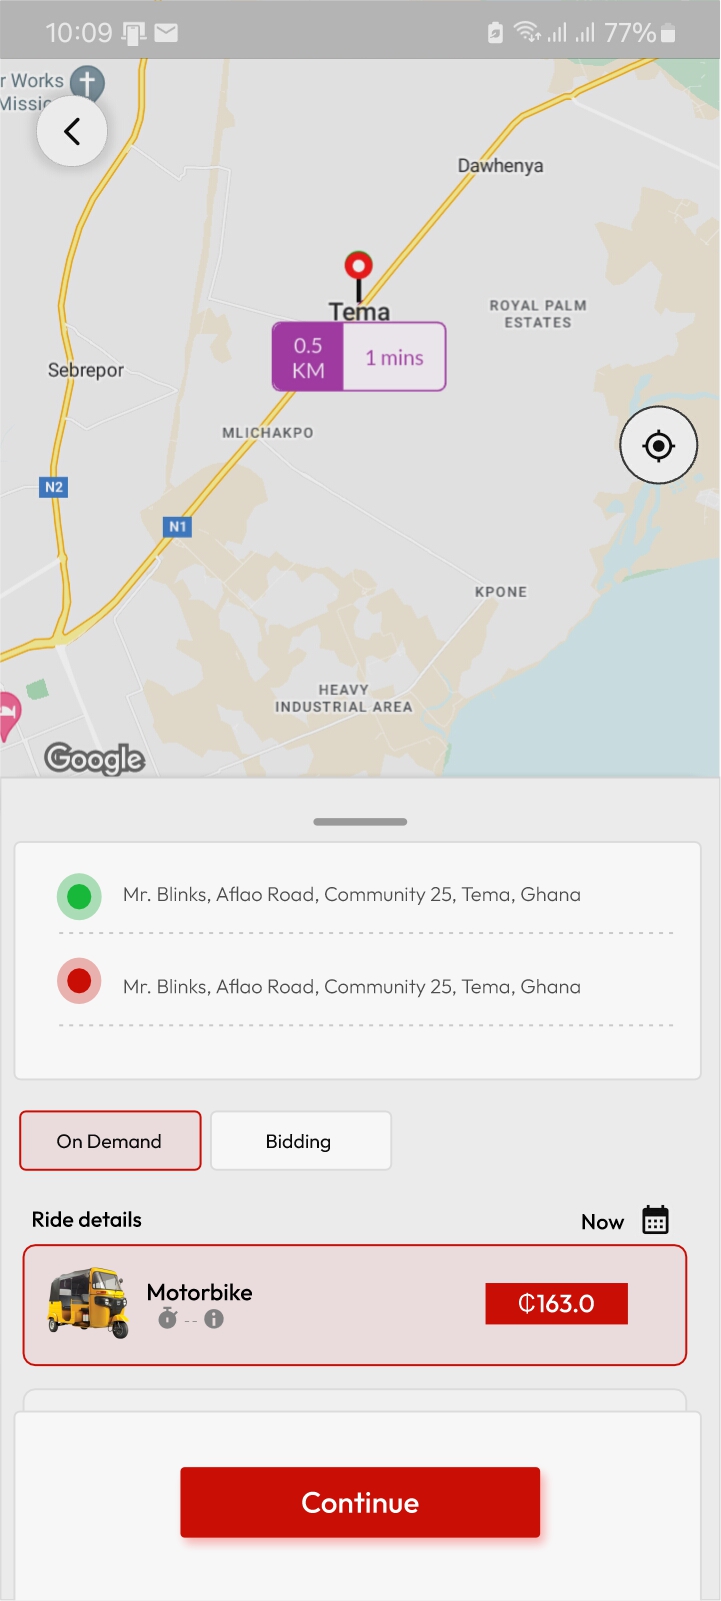 10:09
77%
r Works
Missio
Dawhenya
Tema
ROYAL PALM
ESTATES
0.5
KM
1 mins
Sebrepor
MLICHAKPO
N2
N1
KPONE
HEAVY
INDUSTRIAL AREA
Google
Mr. Blinks, Aflao Road, Community 25, Tema, Ghana
Mr. Blinks, Aflao Road, Community 25, Tema, Ghana
On Demand
Bidding
Ride details
Now
Motorbike
--
₵163.0
Continue